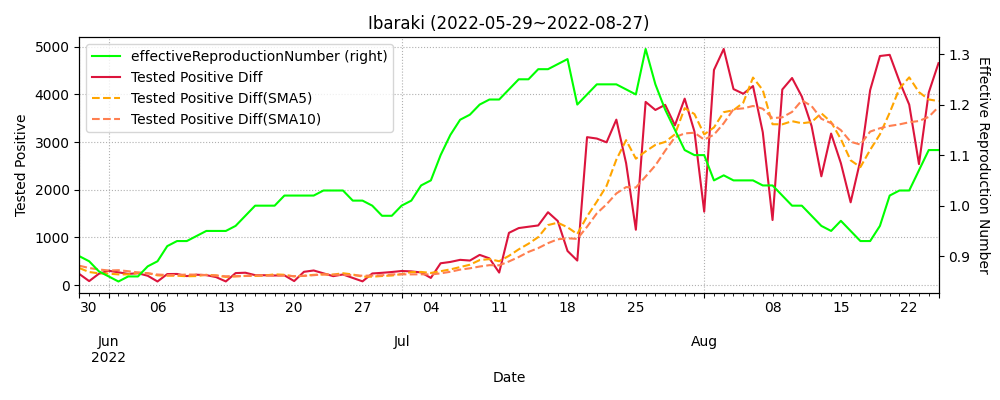 Ibaraki (2022-05-29~2022-08-27)
effectiveReproductionNumber (right)
Tested Positive Diff
Tested Positive Diff(SMA5)
Tested Positive Diff(SMA10)
Tested Positive
5000
4000
3000
2000
1000
0
1.3
1.2
1.1
1.0
0.9
Effective Reproduction Number
30 06 13 20 27 04 11 18 25 08 15 22
Jun Jul Aug
2022
Date